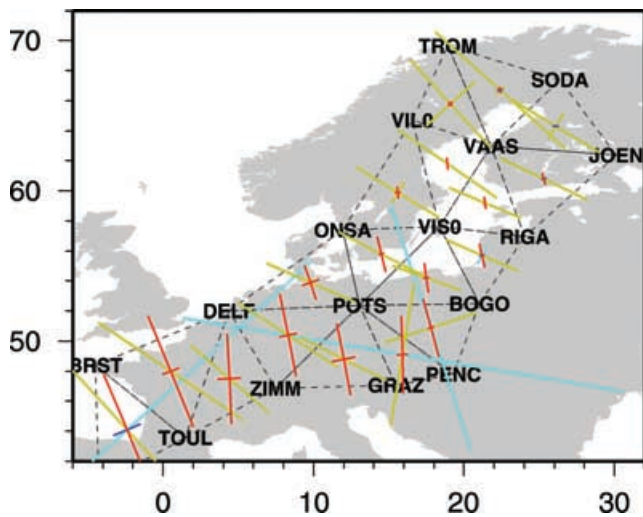 70
TROM
SODA
VIL0
VAAS
JOEN
60
ONSA
VIS0
RIGA
DELT
POTS
BOGO
50
BRST
ZIMM
GRAZ
PENC
TOUL
0
10
20
30